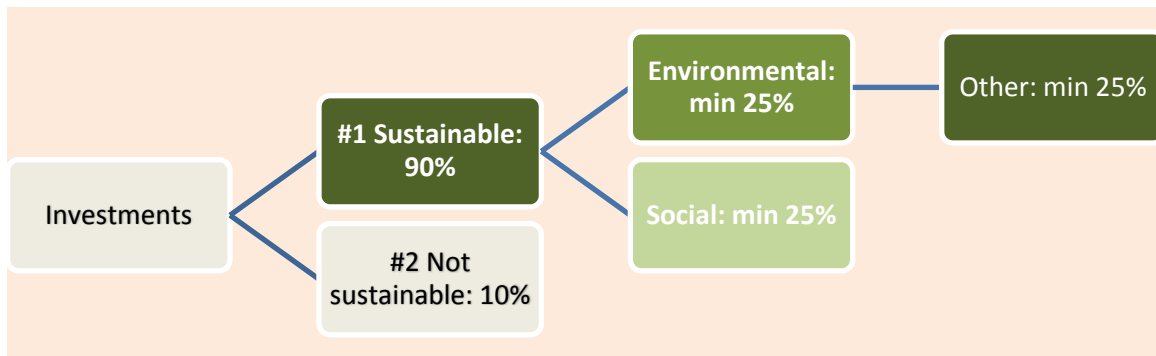 Investments
#1 Sustainable:
90%
#2 Not
sustainable: 10%
Environmental:
min 25%
Social: min 25%
Other: min 25%